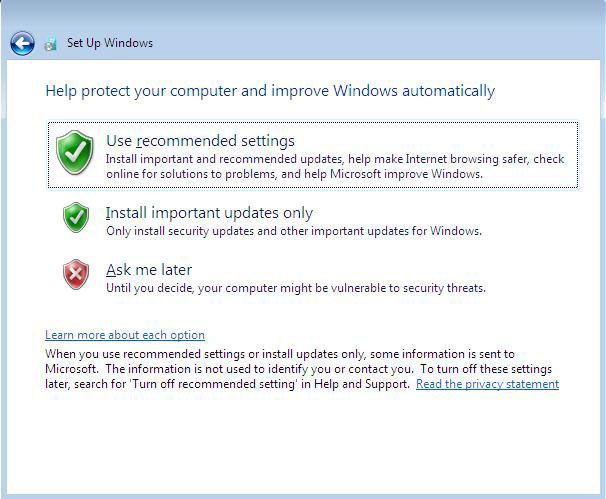 Set Up Windows
Help protect your computer and improve Windows automatically
Use recommended settings
Install important and recommended updates, help make Internet browsing safer, check
online for solutions to problems, and help Microsoft improve Windows.
Install important updates only
Only install security updates and other important updates for Windows.
Ask me later
Until you decide, your computer might be vulnerable to security threats.
Learn more about each option
When you use recommended settings or install updates only, some information is sent to
Microsoft. The information is not used to identify you or contact you. To turn off these settings
later, search for 'Turn off recommended setting' in Help and Support. Read the privacy statement